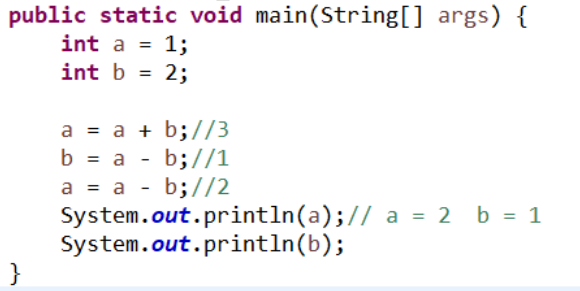 public static void main(String[] args) {
int a = 1;
int b = 2;
a = a + b;//3
b = a - b;//1
a = a - b;//2
System.out.println(a);// a = 2  b = 1
System.out.println(b);
}